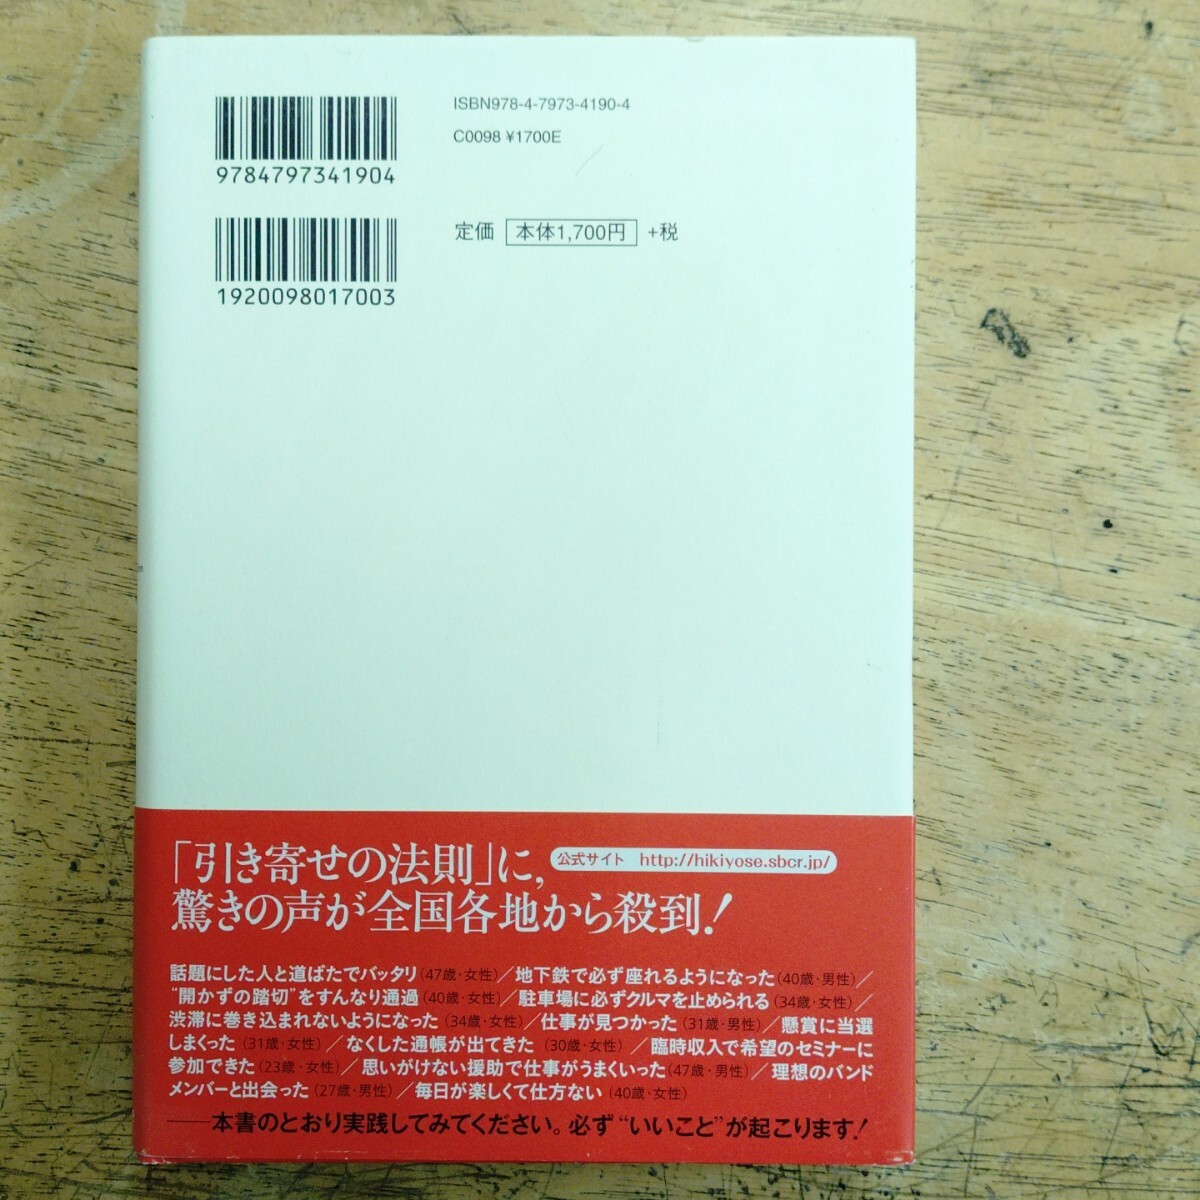 ISBN978-4-7973-4190-4
C0098 ¥1700E
9784797341904
定価 本体1,700円 +税
1920098017003
「引き寄せの法則」に,
公式サイト http://hikiyose.sbcr.jp/
驚きの声が全国各地から殺到!
話題にした人と道ばたでバッタリ(47歳・女性)/地下鉄で必ず座れるようになった(40歳・男性)/
“開かずの踏切”をすんなり通過(40歳・女性)/駐車場に必ずクルマを止められる(34歳・女性)/
渋滞に巻き込まれないようになった(34歳・女性)/仕事が見つかった(31歳・男性)/懸賞に当選
しまくった(31歳・女性)/なくした通帳が出てきた(30歳・女性)/臨時収入で希望のセミナーに
参加できた(23歳・女性)/思いがけない援助で仕事がうまくいった(47歳・男性)/理想のバンド
メンバーと出会った(27歳・男性)/毎日が楽しくて仕方ない(40歳・女性)
――本書のとおり実践してみてください。必ず“いいこと”が起こります!